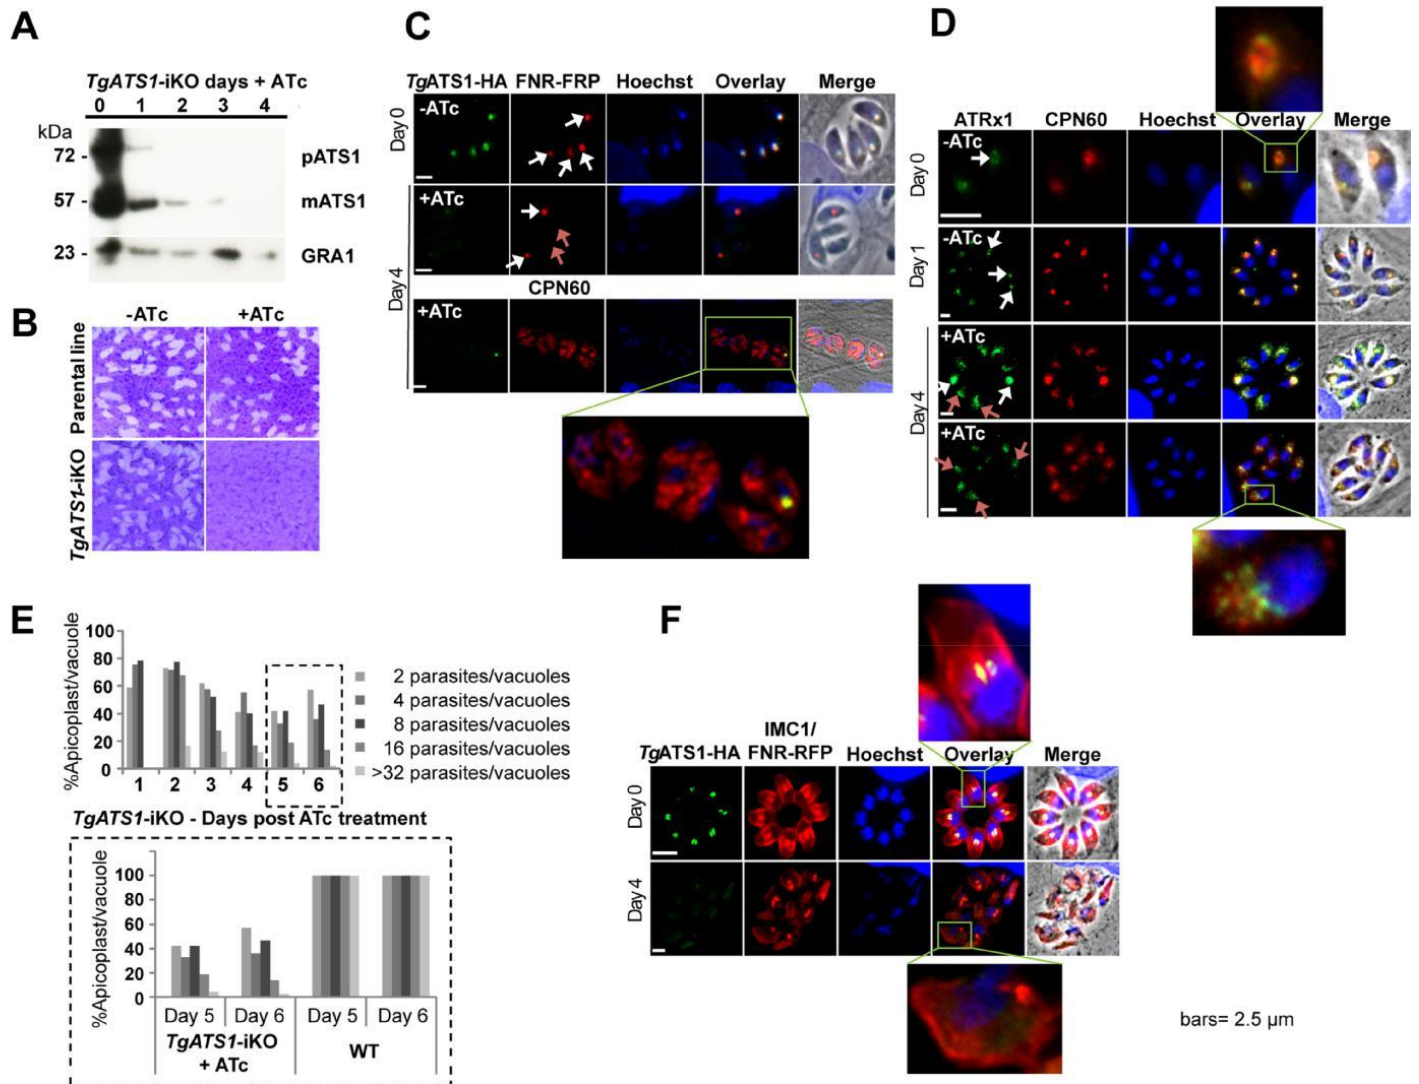 A
TgATS1-iKO days + ATc
0 1 2 3 4
kDa
72 - pATS1
57 - mATS1
23 - GRA1
B
-ATc +ATc
Parental line
TgATS1-iKO
C
TgATS1-HA FNR-FRP Hoechst Overlay Merge
Day 0
-ATc
Day 4
+ATc
CPN60
+ATc
D
ATRx1 CPN60 Hoechst Overlay Merge
Day 0
-ATc
Day 1
-ATc
Day 4
+ATc
+ATc
E
%Apicoplast/vacuole
100
80
60
40
20
0
1 2 3 4 5 6
2 parasites/vacuoles
4 parasites/vacuoles
8 parasites/vacuoles
16 parasites/vacuoles
>32 parasites/vacuoles
TgATS1-iKO - Days post ATc treatment
%Apicoplast/vacuole
100
80
60
40
20
0
Day 5 Day 6 Day 5 Day 6
TgATS1-iKO
+ ATc
WT
F
IMC1/
TgATS1-HA FNR-RFP Hoechst Overlay Merge
Day 0
Day 4
bars= 2.5 µm